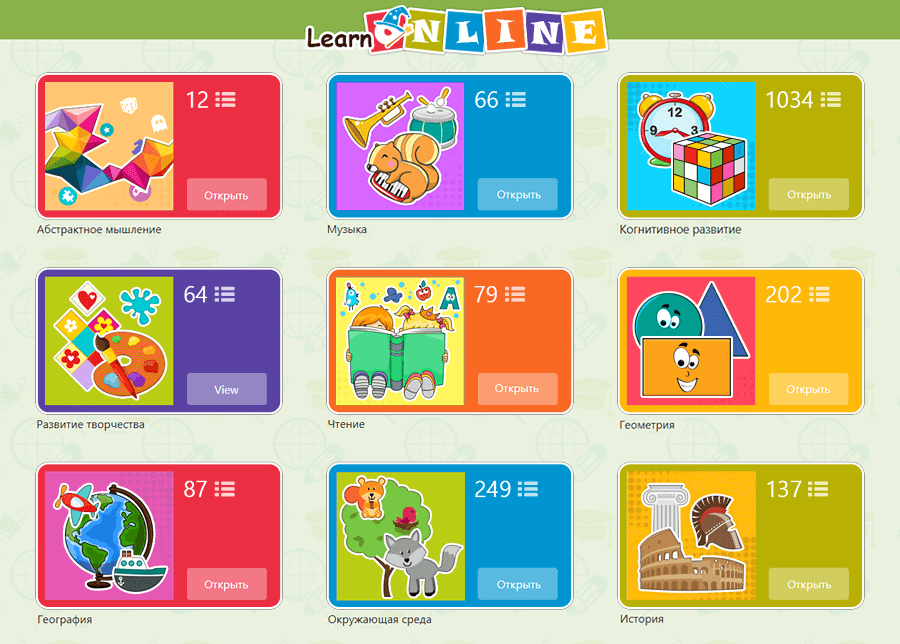 Learn ONLINE
12
Открыть
Абстрактное мышление
66
Открыть
Музыка
12
9
3
1034
Открыть
Когнитивное развитие
64
View
Развитие творчества
A
79
Открыть
Чтение
202
Открыть
Геометрия
87
Открыть
География
249
Открыть
Окружающая среда
137
Открыть
История